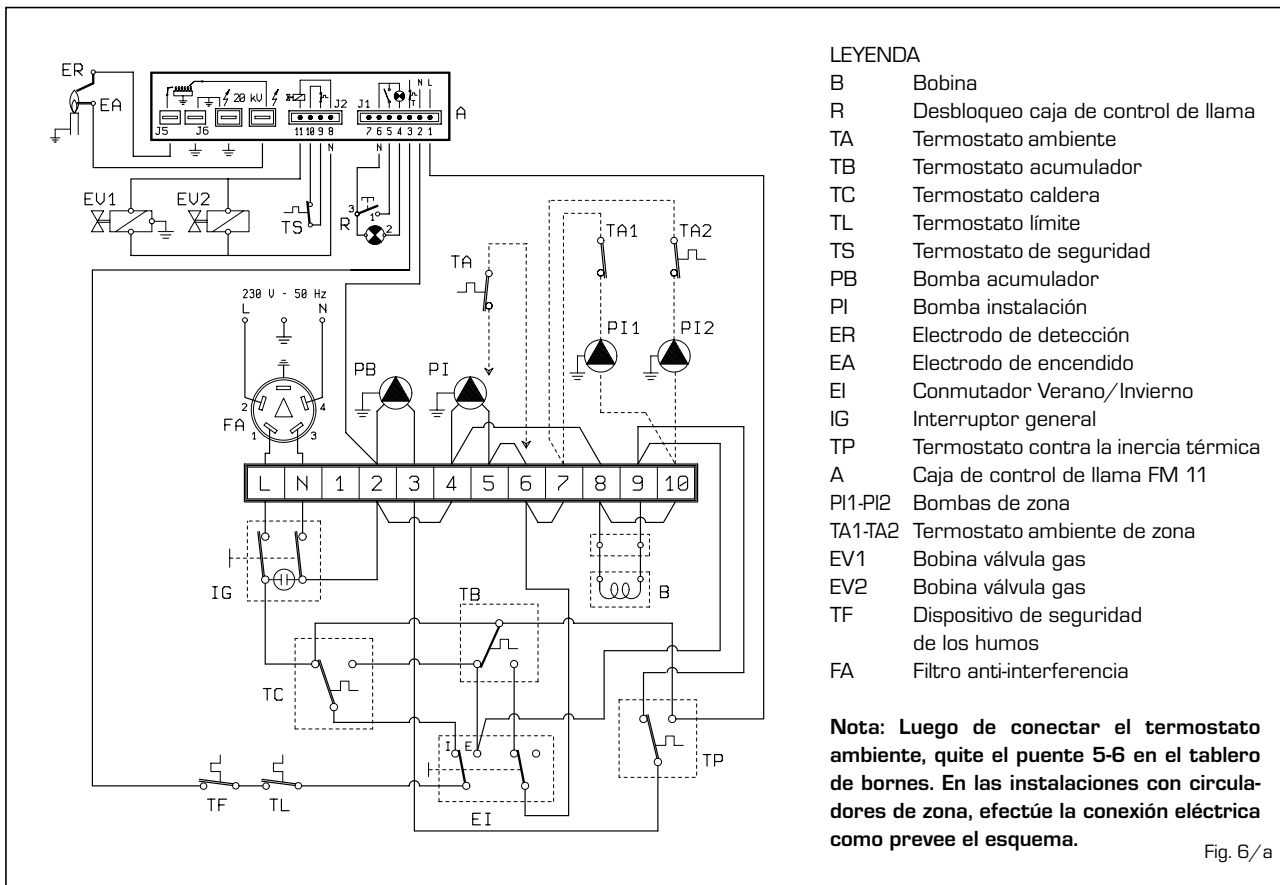 ER
EA
20 kV
J2
J1
N L
T
J5
J6
A
11 10 9 8
7 6 5 4 3 2 1
N
N
EV1
EV2
TS
R
3
1
2
TA
TA1
TA2
230 V - 50 Hz
L
N
PB
PI
PI1
PI2
2
4
FA
1
3
L N 1 2 3 4 5 6 7 8 9 10
IG
B
TB
TC
I
E
TP
TF
TL
EI
LEYENDA
B Bobina
R Desbloqueo caja de control de llama
TA Termostato ambiente
TB Termostato acumulador
TC Termostato caldera
TL Termostato límite
TS Termostato de seguridad
PB Bomba acumulador
PI Bomba instalación
ER Electrodo de detección
EA Electrodo de encendido
EI Conmutador Verano/Invierno
IG Interruptor general
TP Termostato contra la inercia térmica
A Caja de control de llama FM 11
PI1-PI2 Bombas de zona
TA1-TA2 Termostato ambiente de zona
EV1 Bobina válvula gas
EV2 Bobina válvula gas
TF Dispositivo de seguridad
de los humos
FA Filtro anti-interferencia
Nota: Luego de conectar el termostato
ambiente, quite el puente 5-6 en el tablero
de bornes. En las instalaciones con circula-
dores de zona, efectúe la conexión eléctrica
como prevee el esquema.
Fig. 6/a